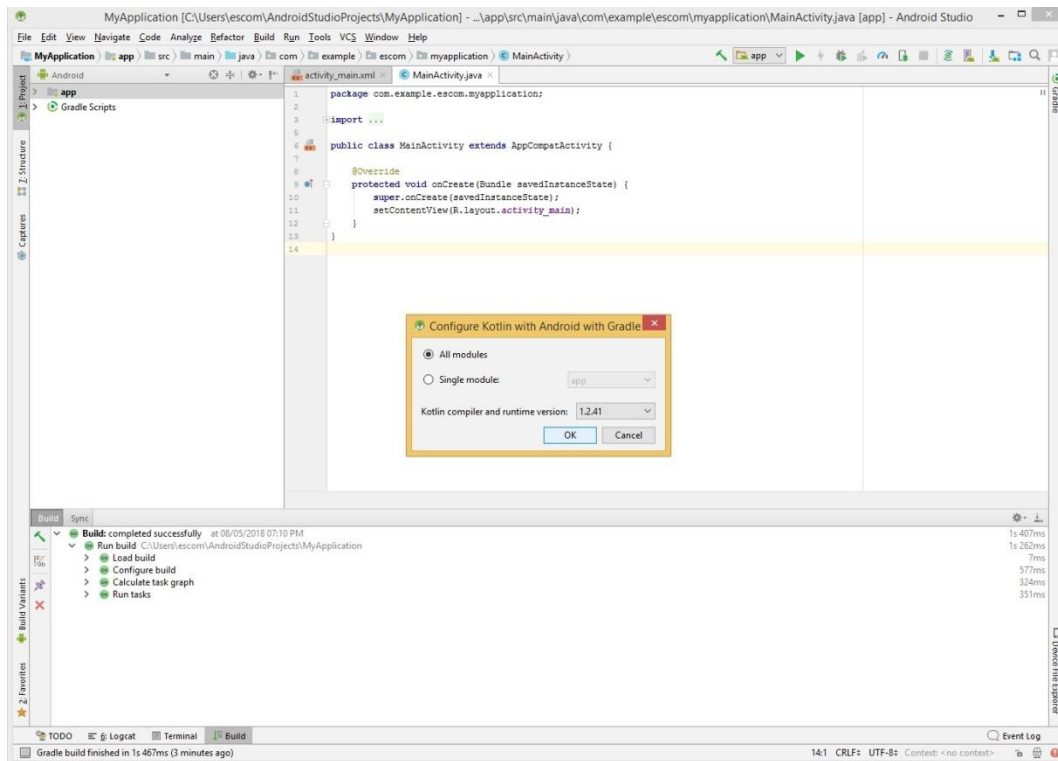 MyApplication [C:\Users\escom\AndroidStudioProjects\MyApplication] - ...\app\src\main\java\com\example\escom\myapplication\MainActivity.java [app] - Android Studio
File Edit View Navigate Code Analyze Refactor Build Run Tools VCS Window Help
MyApplication app src main java com example escom myapplication MainActivity
app
1: Project
Android
activity_main.xml
MainActivity.java
Gradle
app
Gradle Scripts
Z: Structure
Captures
1 package com.example.escom.myapplication;
2
3 import ...
5
6 public class MainActivity extends AppCompatActivity {
7
8 @Override
9 protected void onCreate(Bundle savedInstanceState) {
10 super.onCreate(savedInstanceState);
11 setContentView(R.layout.activity_main);
12 }
13 }
14
Configure Kotlin with Android with Gradle
All modules
Single module: app
Kotlin compiler and runtime version: 1.2.41
OK Cancel
Build Sync
Build: completed successfully at 08/05/2018 07:10 PM 1s 407ms
Run build C:\Users\escom\AndroidStudioProjects\MyApplication 1s 262ms
Load build 7ms
Configure build 577ms
Calculate task graph 324ms
Run tasks 351ms
Build Variants
2: Favorites
Device File Explorer
TODO 6: Logcat Terminal Build Event Log
Gradle build finished in 1s 467ms (3 minutes ago) 14:1 CRLF÷ UTF-8÷ Context: <no context>